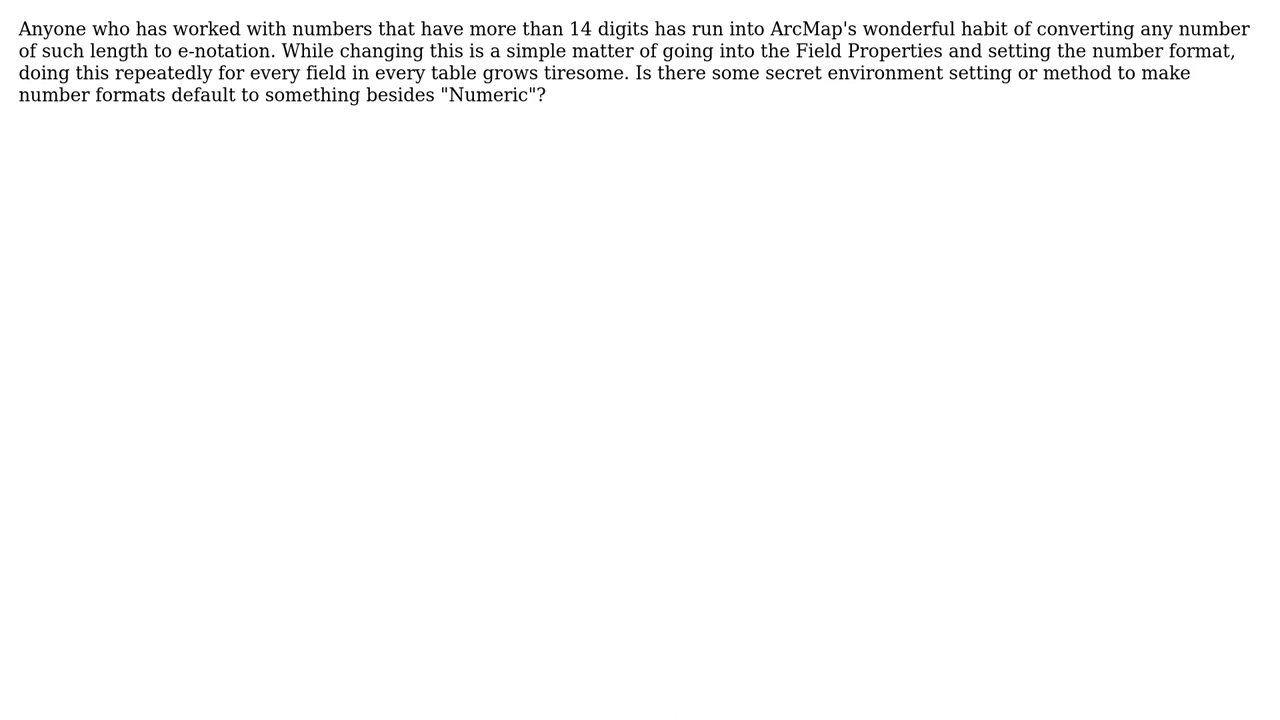 Anyone who has worked with numbers that have more than 14 digits has run into ArcMap's wonderful habit of converting any number
of such length to e-notation. While changing this is a simple matter of going into the Field Properties and setting the number format,
doing this repeatedly for every field in every table grows tiresome. Is there some secret environment setting or method to make
number formats default to something besides "Numeric"?